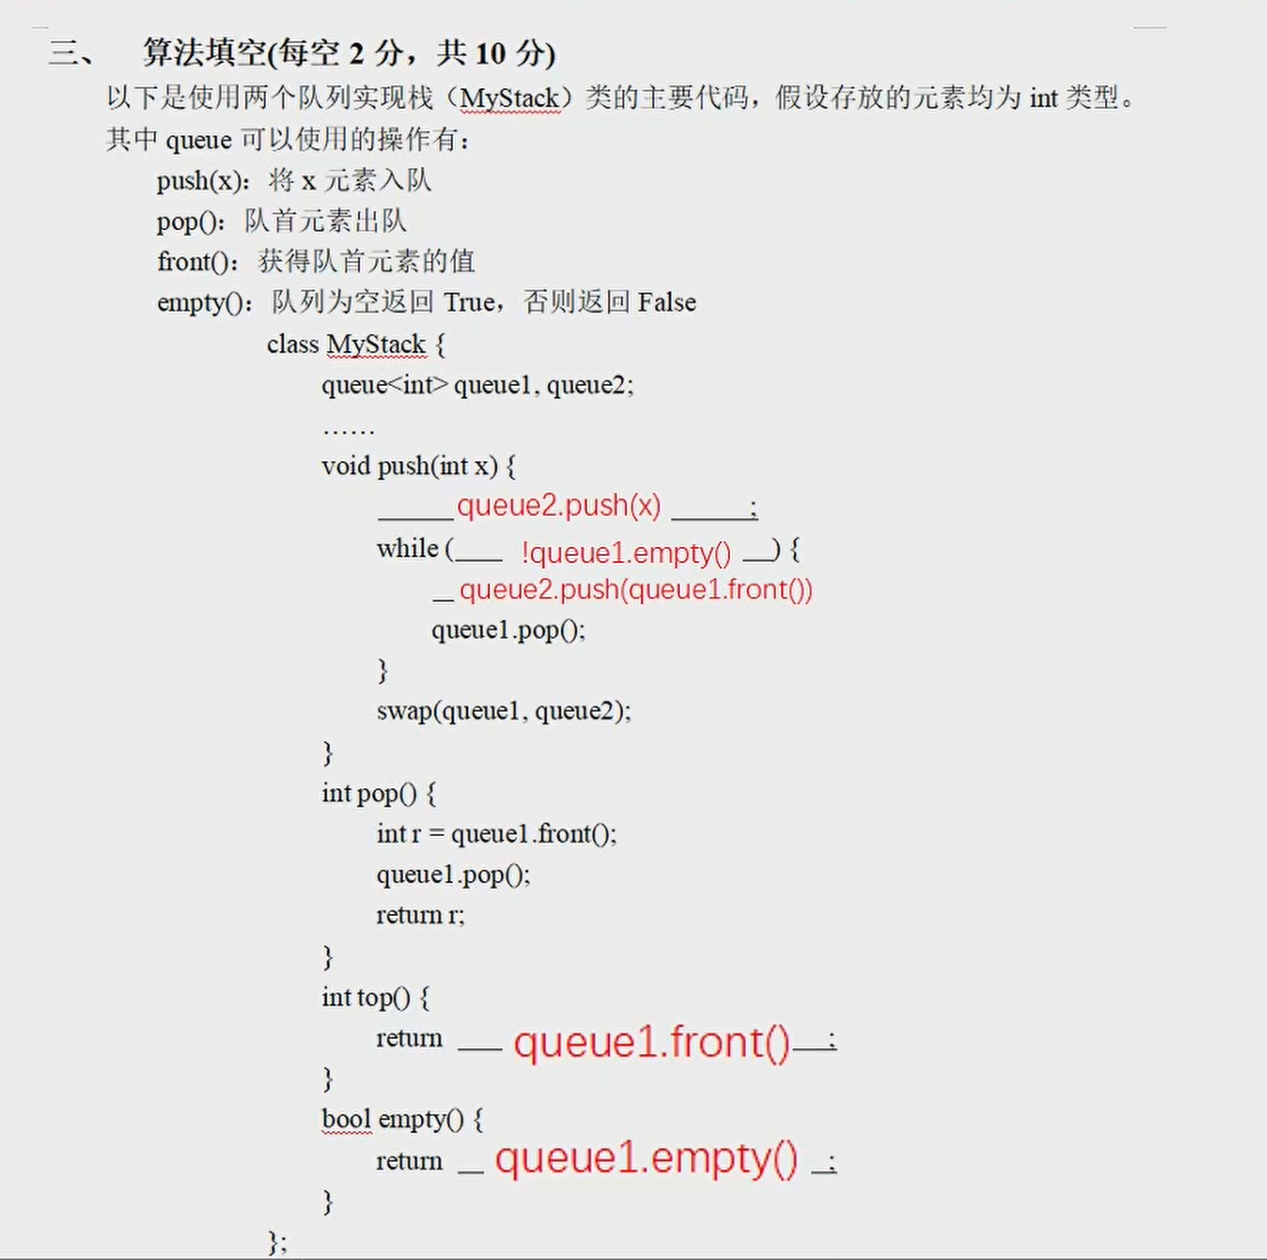 三、 算法填空(每空 2 分，共 10 分)
以下是使用两个队列实现栈（MyStack）类的主要代码，假设存放的元素均为 int 类型。
其中 queue 可以使用的操作有：
push(x)：将 x 元素入队
pop()：队首元素出队
front()：获得队首元素的值
empty()：队列为空返回 True，否则返回 False
class MyStack {
queue<int> queue1, queue2;
……
void push(int x) {
______queue2.push(x) ______;
while (___ !queue1.empty() __) {
_ queue2.push(queue1.front())
queue1.pop();
}
swap(queue1, queue2);
}
int pop() {
int r = queue1.front();
queue1.pop();
return r;
}
int top() {
return ___ queue1.front()___;
}
bool empty() {
return __ queue1.empty() _;
}
};